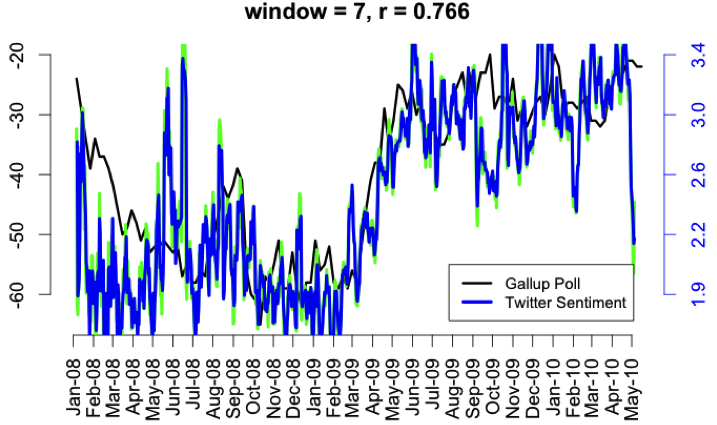 window = 7, r = 0.766
-20
-30
-40
-50
-60
3.4
3.0
2.6
2.2
1.9
Gallup Poll
Twitter Sentiment
Jan-08
Feb-08
Mar-08
Apr-08
May-08
Jun-08
Jul-08
Aug-08
Sep-08
Oct-08
Nov-08
Dec-08
Jan-09
Feb-09
Mar-09
Apr-09
May-09
Jun-09
Jul-09
Aug-09
Sep-09
Oct-09
Nov-09
Dec-09
Jan-10
Feb-10
Mar-10
Apr-10
May-10